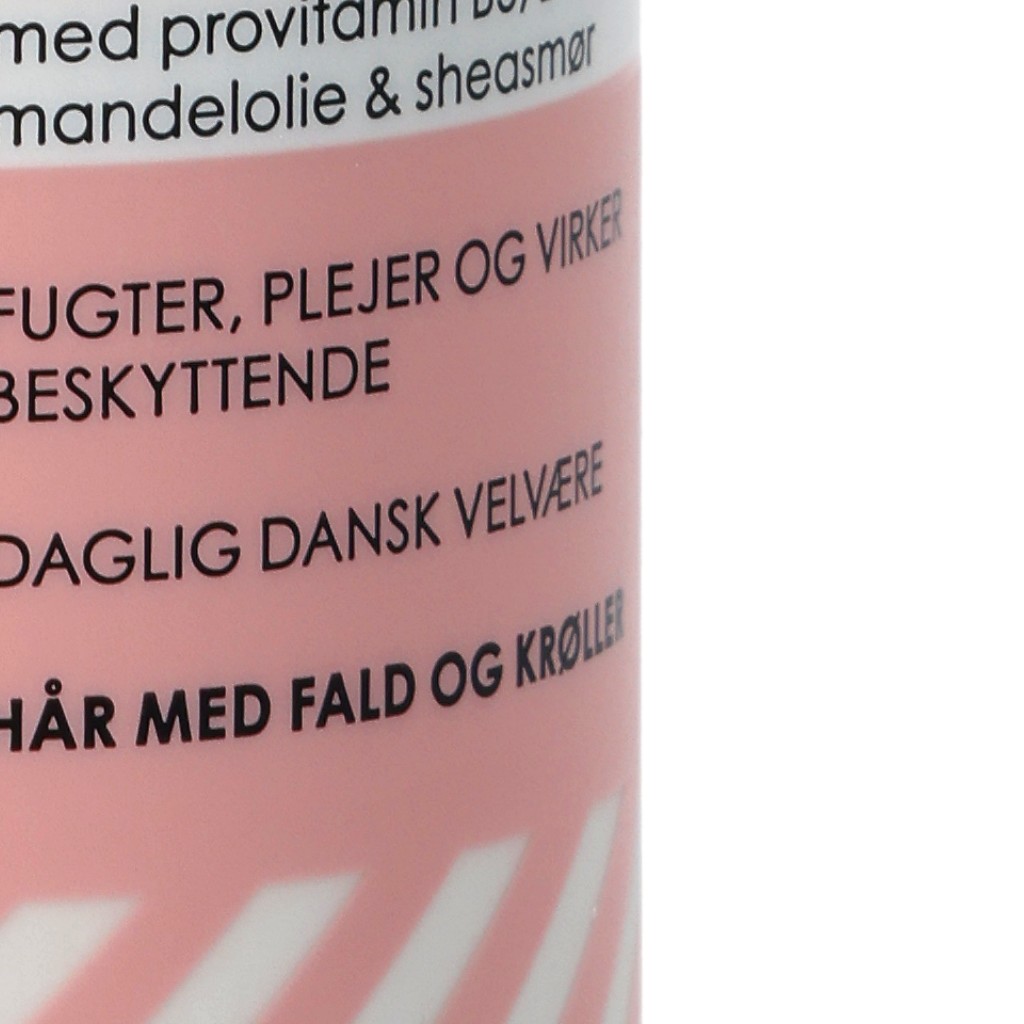 med provitamin
mandelolie & sheasmør
FUGTER, PLEJER OG VIRKER
BESKYTTENDE
DAGLIG DANSK VELVÆRE
HÅR MED FALD OG KRØLLER